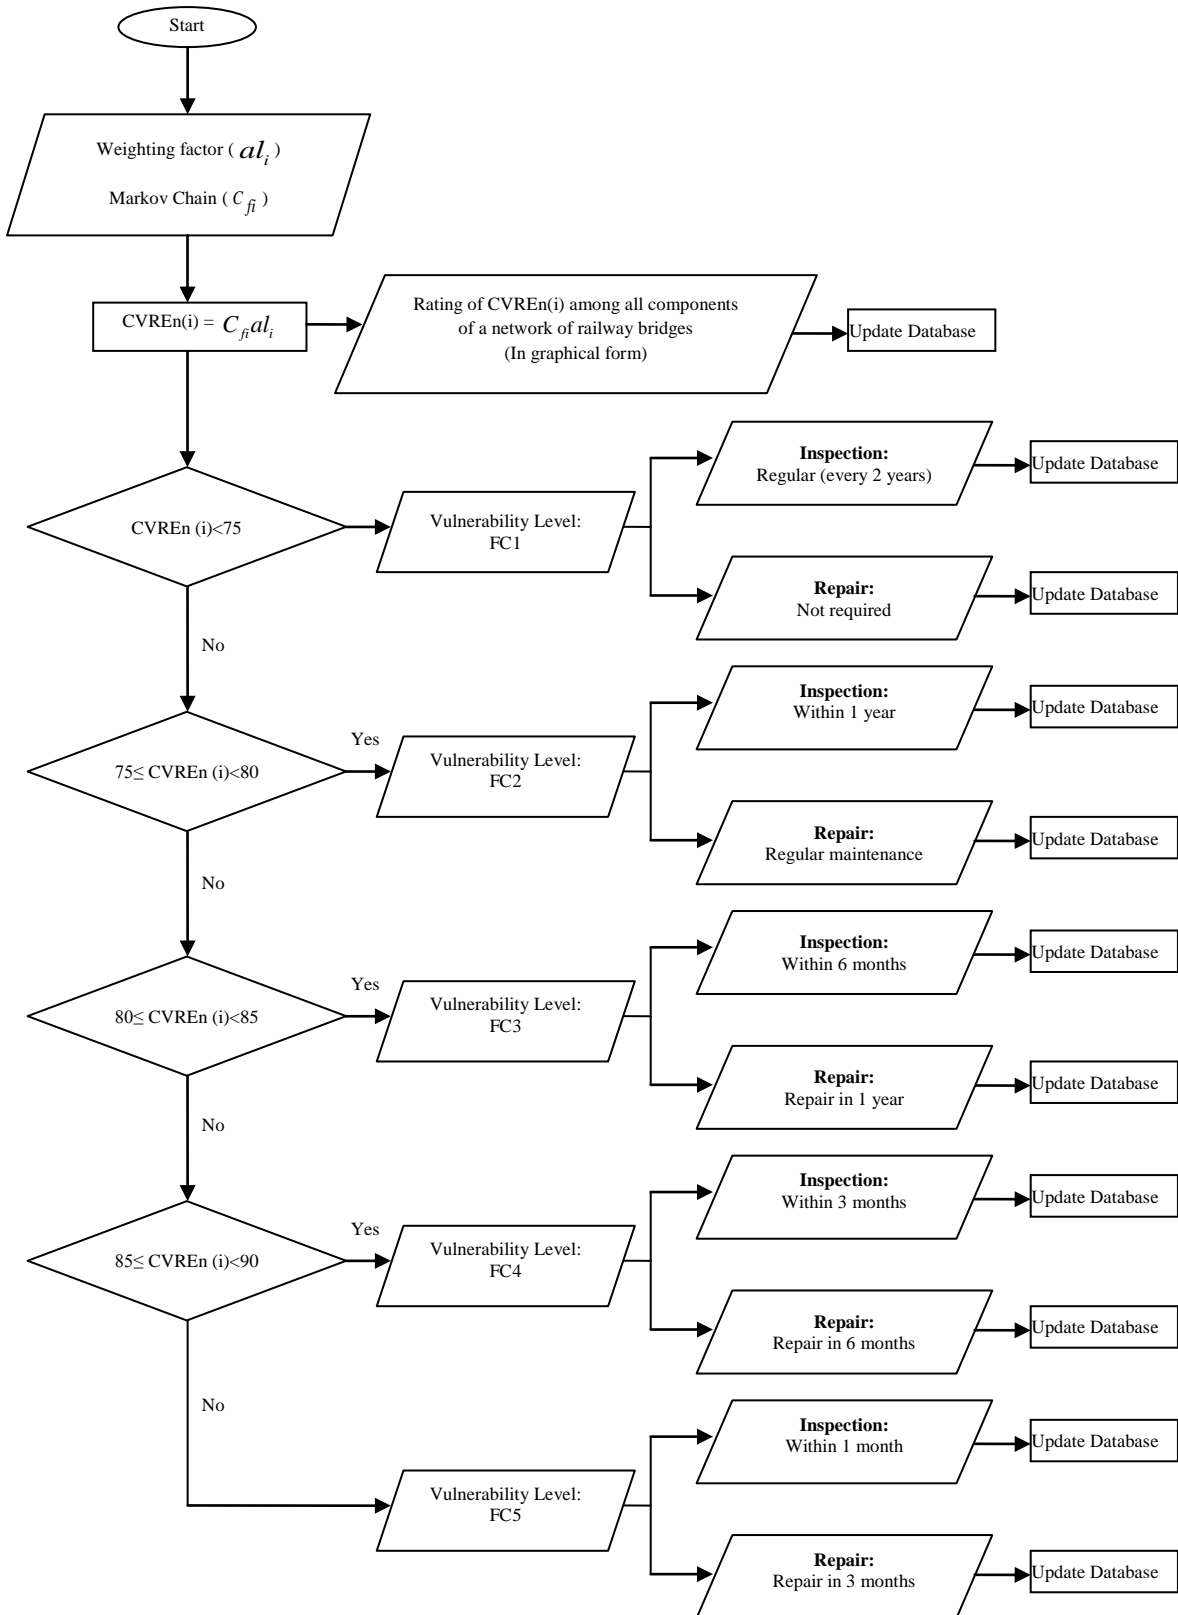 Start
Weighting factor ( al_i )
Markov Chain ( C_fi )
CVREn(i) = C_fi al_i
Rating of CVREn(i) among all components
of a network of railway bridges
(In graphical form)
Update Database
CVREn (i)<75
Vulnerability Level:
FC1
Inspection:
Regular (every 2 years)
Update Database
Repair:
Not required
Update Database
No
75≤ CVREn (i)<80
Yes
Vulnerability Level:
FC2
Inspection:
Within 1 year
Update Database
Repair:
Regular maintenance
Update Database
No
80≤ CVREn (i)<85
Yes
Vulnerability Level:
FC3
Inspection:
Within 6 months
Update Database
Repair:
Repair in 1 year
Update Database
No
85≤ CVREn (i)<90
Yes
Vulnerability Level:
FC4
Inspection:
Within 3 months
Update Database
Repair:
Repair in 6 months
Update Database
No
Vulnerability Level:
FC5
Inspection:
Within 1 month
Update Database
Repair:
Repair in 3 months
Update Database